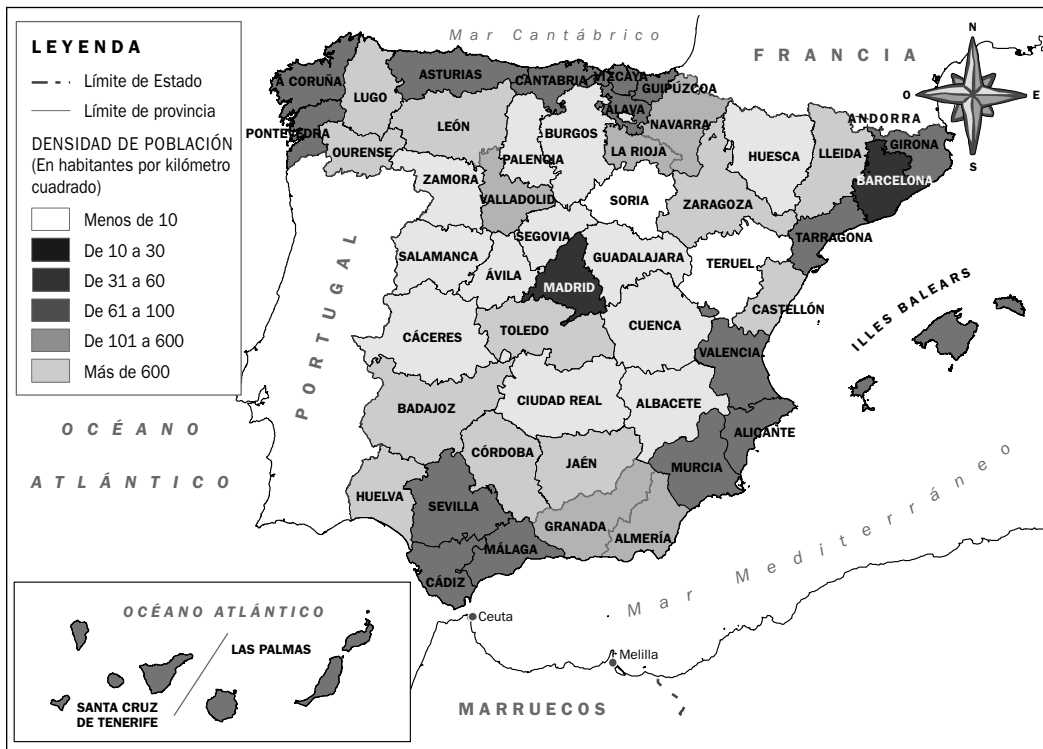 LEYENDA
Límite de Estado
Límite de provincia
DENSIDAD DE POBLACIÓN
(En habitantes por kilómetro
cuadrado)
Menos de 10
De 10 a 30
De 31 a 60
De 61 a 100
De 101 a 600
Más de 600
Mar Cantábrico
FRANCIA
N
O
E
S
ANDORRA
A CORUÑA
LUGO
ASTURIAS
CANTABRIA
VIZCAYA
GUIPÚZCOA
ÁLAVA
NAVARRA
PONTEVEDRA
OURENSE
LEÓN
PALENCIA
BURGOS
LA RIOJA
HUESCA
LLEIDA
GIRONA
BARCELONA
ZAMORA
VALLADOLID
SORIA
ZARAGOZA
TARRAGONA
SEGOVIA
SALAMANCA
ÁVILA
MADRID
GUADALAJARA
TERUEL
CASTELLÓN
PORTUGAL
CÁCERES
TOLEDO
CUENCA
VALENCIA
ILLES BALEARS
BADAJOZ
CIUDAD REAL
ALBACETE
ALICANTE
OCÉANO
ATLÁNTICO
CÓRDOBA
JAÉN
MURCIA
HUELVA
SEVILLA
GRANADA
ALMERÍA
MÁLAGA
CÁDIZ
Mar Mediterráneo
Ceuta
Melilla
MARRUECOS
OCÉANO ATLÁNTICO
LAS PALMAS
SANTA CRUZ
DE TENERIFE